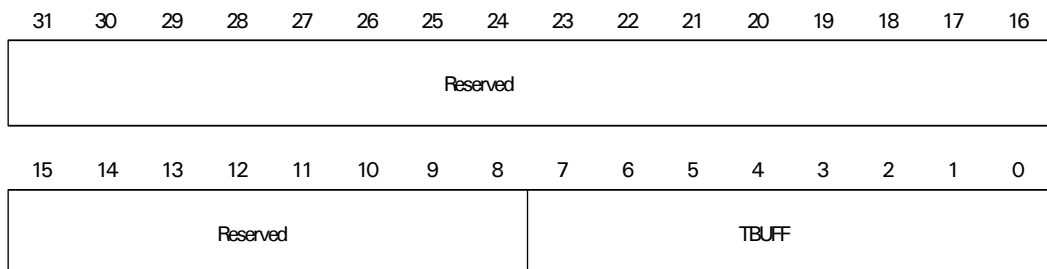 31 30 29 28 27 26 25 24 23 22 21 20 19 18 17 16
Reserved
15 14 13 12 11 10 9 8 7 6 5 4 3 2 1 0
Reserved TBUFF